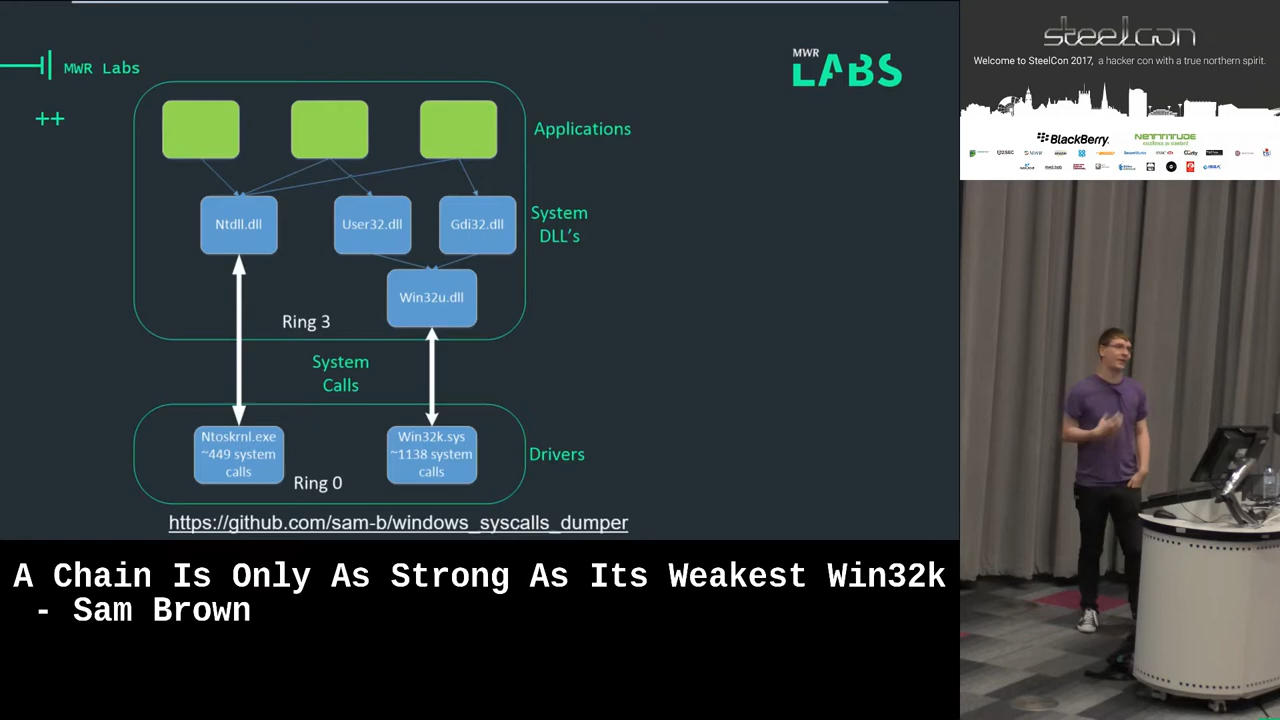 MWR Labs
++
MWR
LABS
Applications
Ntdll.dll
User32.dll
Gdi32.dll
System
DLL's
Win32u.dll
Ring 3
System
Calls
Ntoskrnl.exe
~449 system
calls
Win32k.sys
~1138 system
calls
Drivers
Ring 0
https://github.com/sam-b/windows_syscalls_dumper
A Chain Is Only As Strong As Its Weakest Win32k
- Sam Brown
steelcon
Welcome to SteelCon 2017, a hacker con with a true northern spirit.
BlackBerry
NETTITUDE